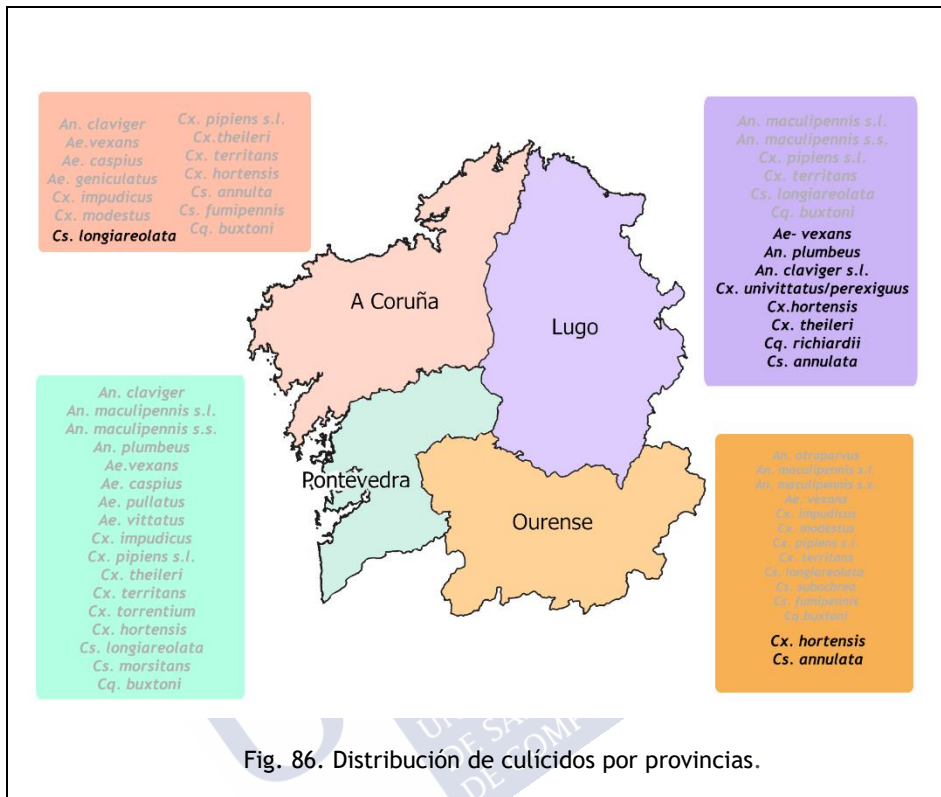 An. claviger
Ae.vexans
Ae. caspius
Ae. geniculatus
Cx. impudicus
Cx. modestus
Cs. longiareolata
Cx. pipiens s.l.
Cx.theileri
Cx. territans
Cx. hortensis
Cs. annulta
Cs. fumipennis
Cq. buxtoni
An. maculipennis s.l.
An. maculipennis s.s.
Cx. pipiens s.l.
Cx. territans
Cs. longiareolata
Cq. buxtoni
Ae- vexans
An. plumbeus
An. claviger s.l.
Cx. univittatus/perexiguus
Cx.hortensis
Cx. theileri
Cq. richiardii
Cs. annulata
A Coruña
Lugo
Pontevedra
Ourense
An. claviger
An. maculipennis s.l.
An. maculipennis s.s.
An. plumbeus
Ae.vexans
Ae. caspius
Ae. pullatus
Ae. vittatus
Cx. impudicus
Cx. pipiens s.l.
Cx. theileri
Cx. territans
Cx. torrentium
Cx. hortensis
Cs. longiareolata
Cs. morsitans
Cq. buxtoni
An. atroparvus
An. maculipennis s.l.
An. maculipennis s.s.
Ae. vexans
Cx. impudicus
Cx. modestus
Cx. pipiens s.l.
Cx. territans
Cs. longiareolata
Cs. subochrea
Cs. fumipennis
Cq.buxtoni
Cx. hortensis
Cs. annulata
Fig. 86. Distribución de culícidos por provincias.